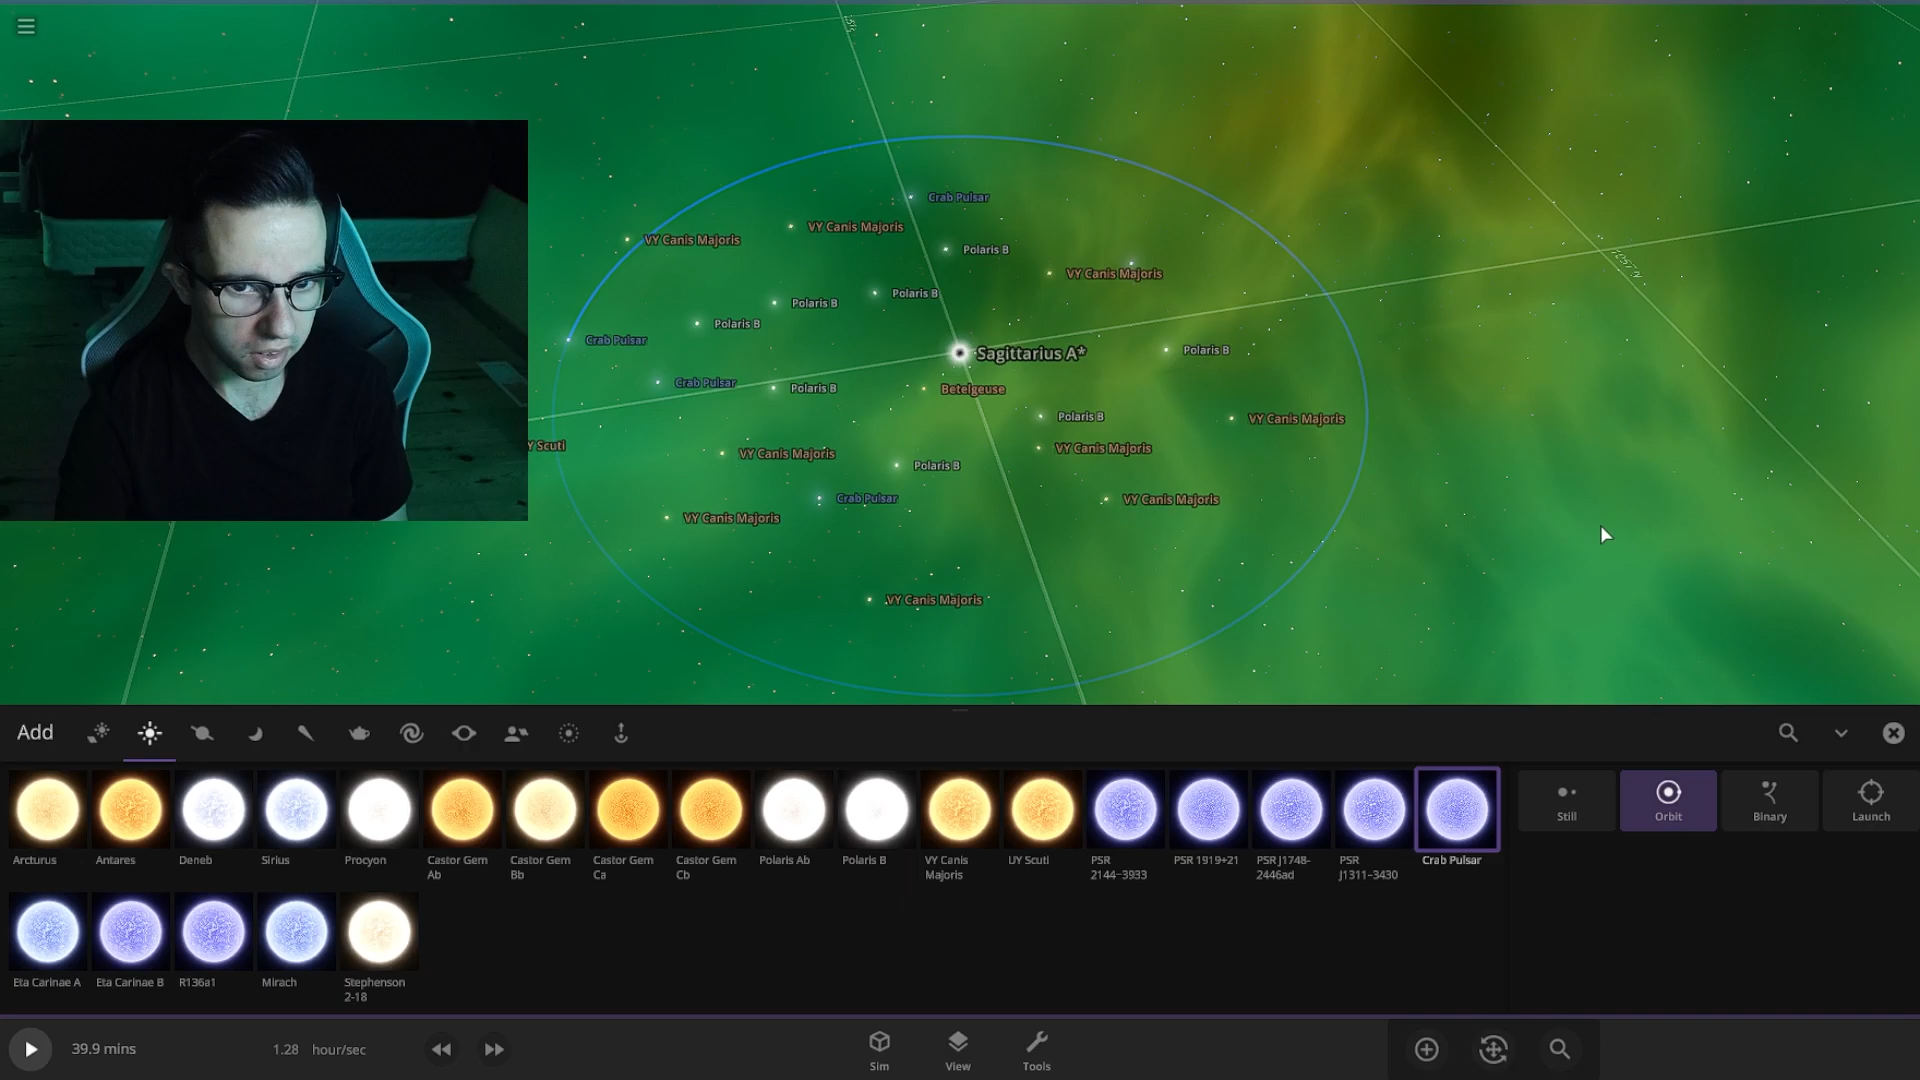 Crab Pulsar
VY Canis Majoris
VY Canis Majoris
Polaris B
VY Canis Majoris
Polaris B
Polaris B
Polaris B
Crab Pulsar
Sagittarius A*
Polaris B
Crab Pulsar
Polaris B
Betelgeuse
Polaris B
VY Canis Majoris
Y Scuti
VY Canis Majoris
VY Canis Majoris
Polaris B
Crab Pulsar
VY Canis Majoris
VY Canis Majoris
VY Canis Majoris
Add
Arcturus
Antares
Deneb
Sirius
Procyon
Castor Gem
Ab
Castor Gem
Bb
Castor Gem
Ca
Castor Gem
Cb
Polaris Ab
Polaris B
VY Canis
Majoris
UY Scuti
PSR
2144-3933
PSR 1919+21
PSR J1748-
2446ad
PSR
J1311-3430
Crab Pulsar
Still
Orbit
Binary
Launch
Eta Carinae A
Eta Carinae B
R136a1
Mirach
Stephenson
2-18
39.9 mins
1.28 hour/sec
Sim
View
Tools